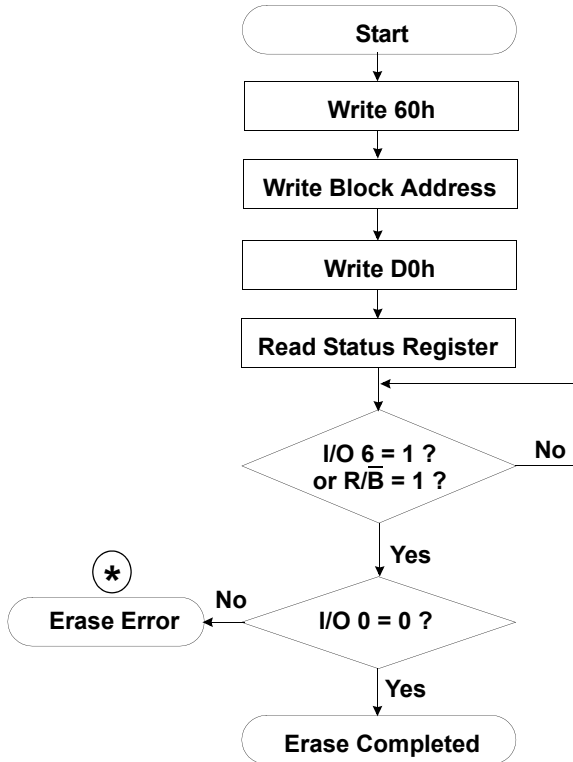 Start
Write 60h
Write Block Address
Write D0h
Read Status Register
I/O 6 = 1 ?
or R/B̅ = 1 ?
No
Yes
*
Erase Error
No
I/O 0 = 0 ?
Yes
Erase Completed